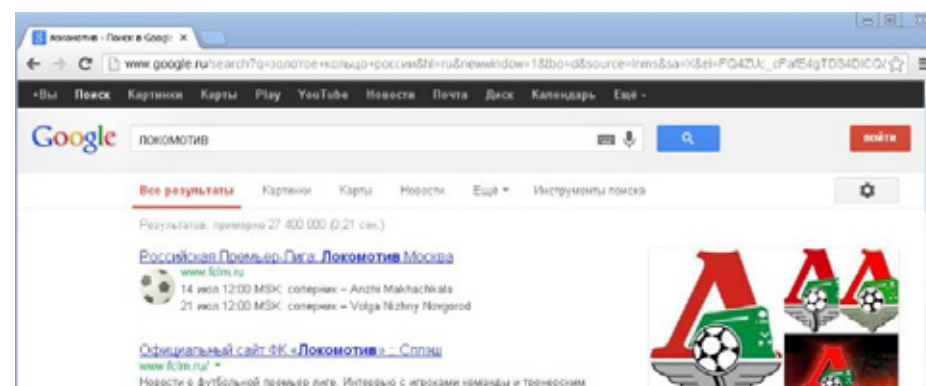 локомотив - Поиск в Googl
www.google.ru/search?q=золотое+кольцо+россии&hl=ru&newwindow=1&tbo=d&source=lnms&sa=X&ei=
+Вы Поиск Картинки Карты Play YouTube Новости Почта Диск Календарь Ещё -
Google локомотив ВОЙТИ
Все результаты Картинки Карты Новости Ещё Инструменты поиска
Результатов: примерно 27 400 000 (0,21 сек.)
Российская Премьер-Лига: Локомотив Москва
www.fclm.ru
14 июл 12:00 MSK: соперник – Anzhi Makhachkala
21 июл 12:00 MSK: соперник – Volga Nizhny Novgorod
Официальный сайт ФК «Локомотив» :: Сплэш
www.fclm.ru/
Новости о футбольной премьер лиге. Интервью с игроками команды и тренерским